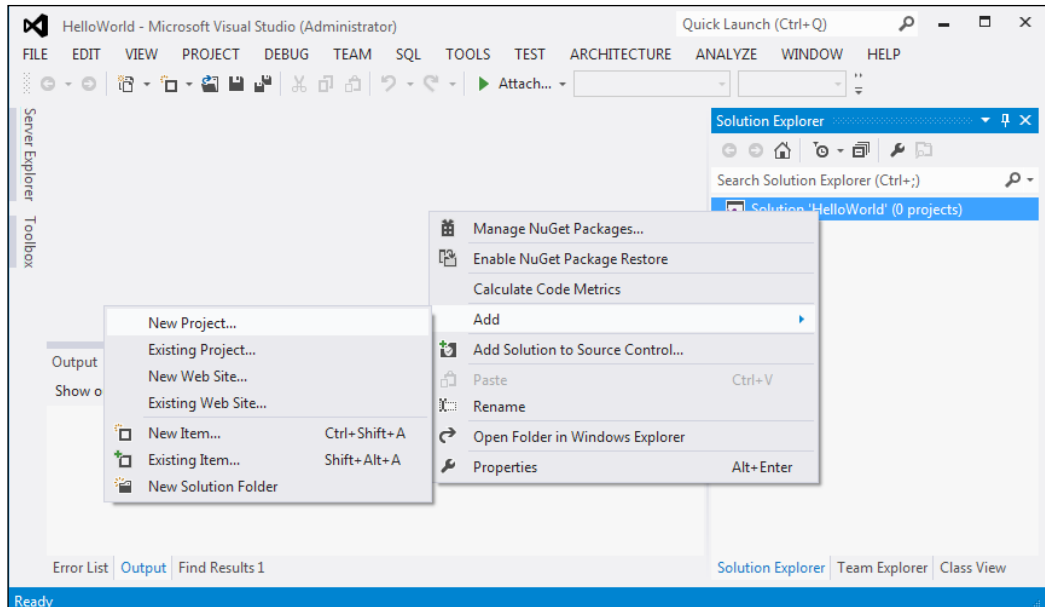 HelloWorld - Microsoft Visual Studio (Administrator)
Quick Launch (Ctrl+Q)
FILE EDIT VIEW PROJECT DEBUG TEAM SQL TOOLS TEST ARCHITECTURE ANALYZE WINDOW HELP
Attach...
Server Explorer
Toolbox
Solution Explorer
Search Solution Explorer (Ctrl+;)
Solution 'HelloWorld' (0 projects)
Manage NuGet Packages...
Enable NuGet Package Restore
Calculate Code Metrics
Add
Add Solution to Source Control...
Paste Ctrl+V
Rename
Open Folder in Windows Explorer
Properties Alt+Enter
New Project...
Existing Project...
New Web Site...
Existing Web Site...
New Item... Ctrl+Shift+A
Existing Item... Shift+Alt+A
New Solution Folder
Output
Show o
Error List Output Find Results 1
Solution Explorer Team Explorer Class View
Ready